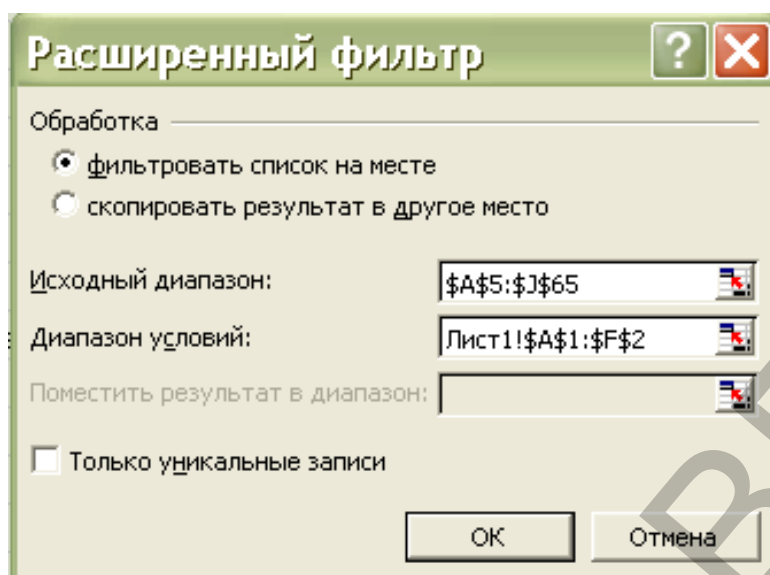 Расширенный фильтр
Обработка
фильтровать список на месте
скопировать результат в другое место
Исходный диапазон: $A$5:$J$65
Диапазон условий: Лист1!$A$1:$F$2
Поместить результат в диапазон:
Только уникальные записи
ОК Отмена